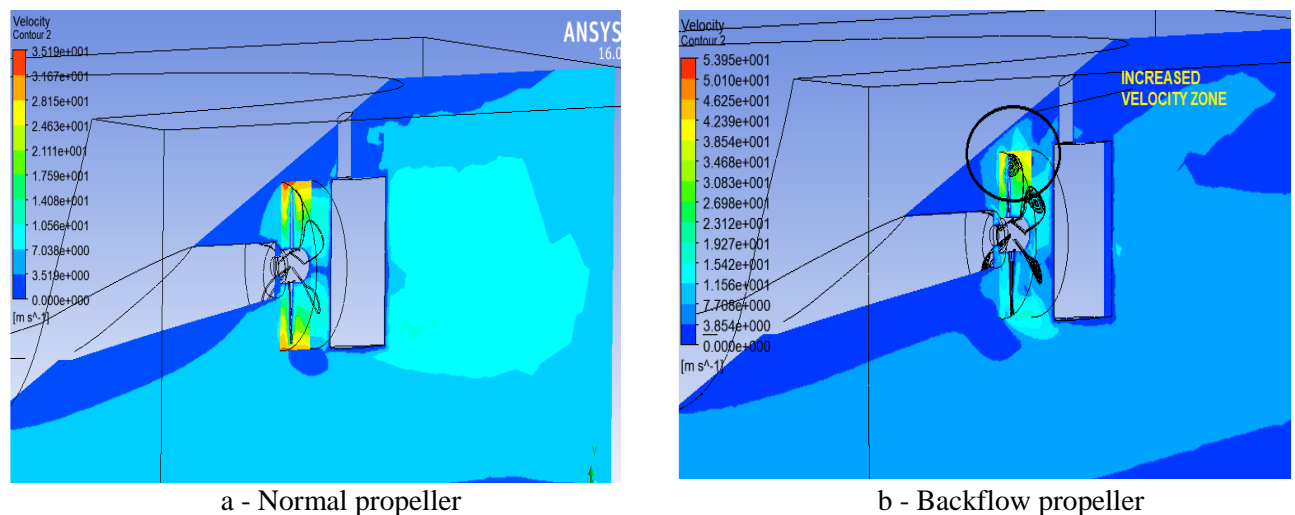 Velocity
Contour 2
3.519e+001
3.167e+001
2.815e+001
2.463e+001
2.111e+001
1.759e+001
1.408e+001
1.056e+001
7.038e+000
3.519e+000
0.000e+000
[m s^-1]
ANSYS
16.0
Y
a - Normal propeller
Velocity
Contour 2
5.395e+001
5.010e+001
4.625e+001
4.239e+001
3.854e+001
3.468e+001
3.083e+001
2.698e+001
2.312e+001
1.927e+001
1.542e+001
1.156e+001
7.708e+000
3.854e+000
0.000e+000
[m s^-1]
INCREASED
VELOCITY ZONE
b - Backflow propeller